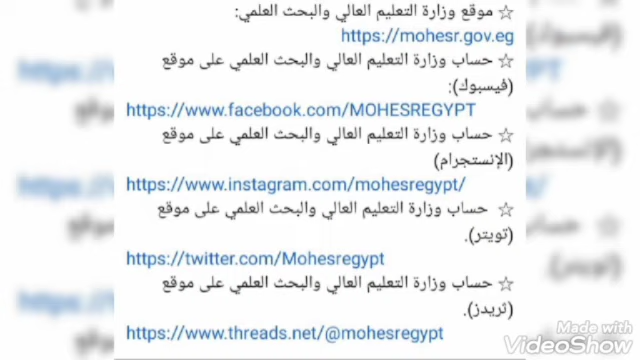 ☆ موقع وزارة التعليم العالي والبحث العلمي:
https://mohesr.gov.eg
☆ حساب وزارة التعليم العالي والبحث العلمي على موقع
(فيسبوك):
https://www.facebook.com/MOHESREGYPT
☆ حساب وزارة التعليم العالي والبحث العلمي على موقع
(الإنستجرام)
https://www.instagram.com/mohesregypt/
☆ حساب وزارة التعليم العالي والبحث العلمي على موقع
(تويتر).
https://twitter.com/Mohesregypt
☆ حساب وزارة التعليم العالي والبحث العلمي على موقع
(ثريدز).
https://www.threads.net/@mohesregypt
Made with
VideoShow